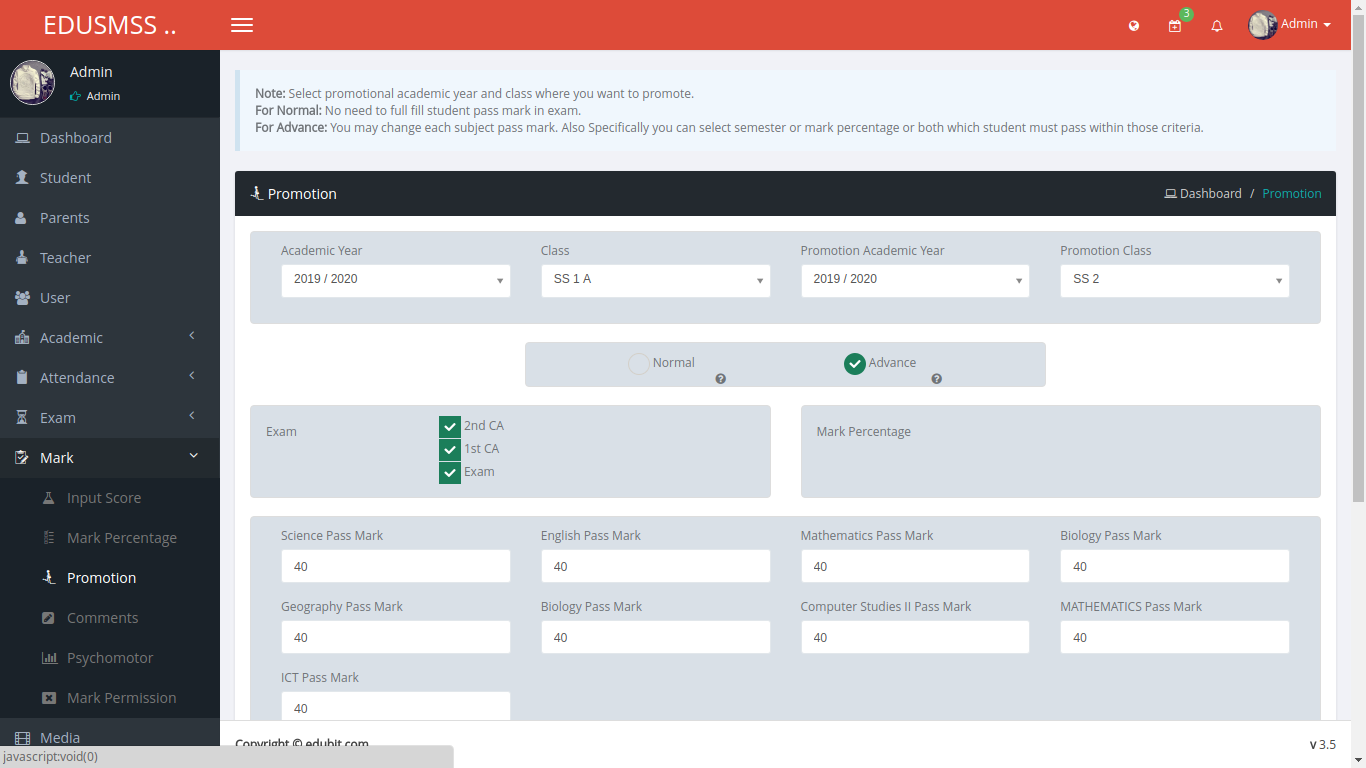 EDUSMSS ..
3
Admin
Admin
Admin
Dashboard
Student
Parents
Teacher
User
Academic
Attendance
Exam
Mark
Input Score
Mark Percentage
Promotion
Comments
Psychomotor
Mark Permission
Media
javascript:void(0)
Note: Select promotional academic year and class where you want to promote.
For Normal: No need to full fill student pass mark in exam.
For Advance: You may change each subject pass mark. Also Specifically you can select semester or mark percentage or both which student must pass within those criteria.
Promotion
Dashboard / Promotion
Academic Year Class Promotion Academic Year Promotion Class
2019 / 2020 SS 1 A 2019 / 2020 SS 2
Normal Advance
Exam
2nd CA
1st CA
Exam
Mark Percentage
Science Pass Mark English Pass Mark Mathematics Pass Mark Biology Pass Mark
40 40 40 40
Geography Pass Mark Biology Pass Mark Computer Studies II Pass Mark MATHEMATICS Pass Mark
40 40 40 40
ICT Pass Mark
40
Copyright © edubit.com
v 3.5